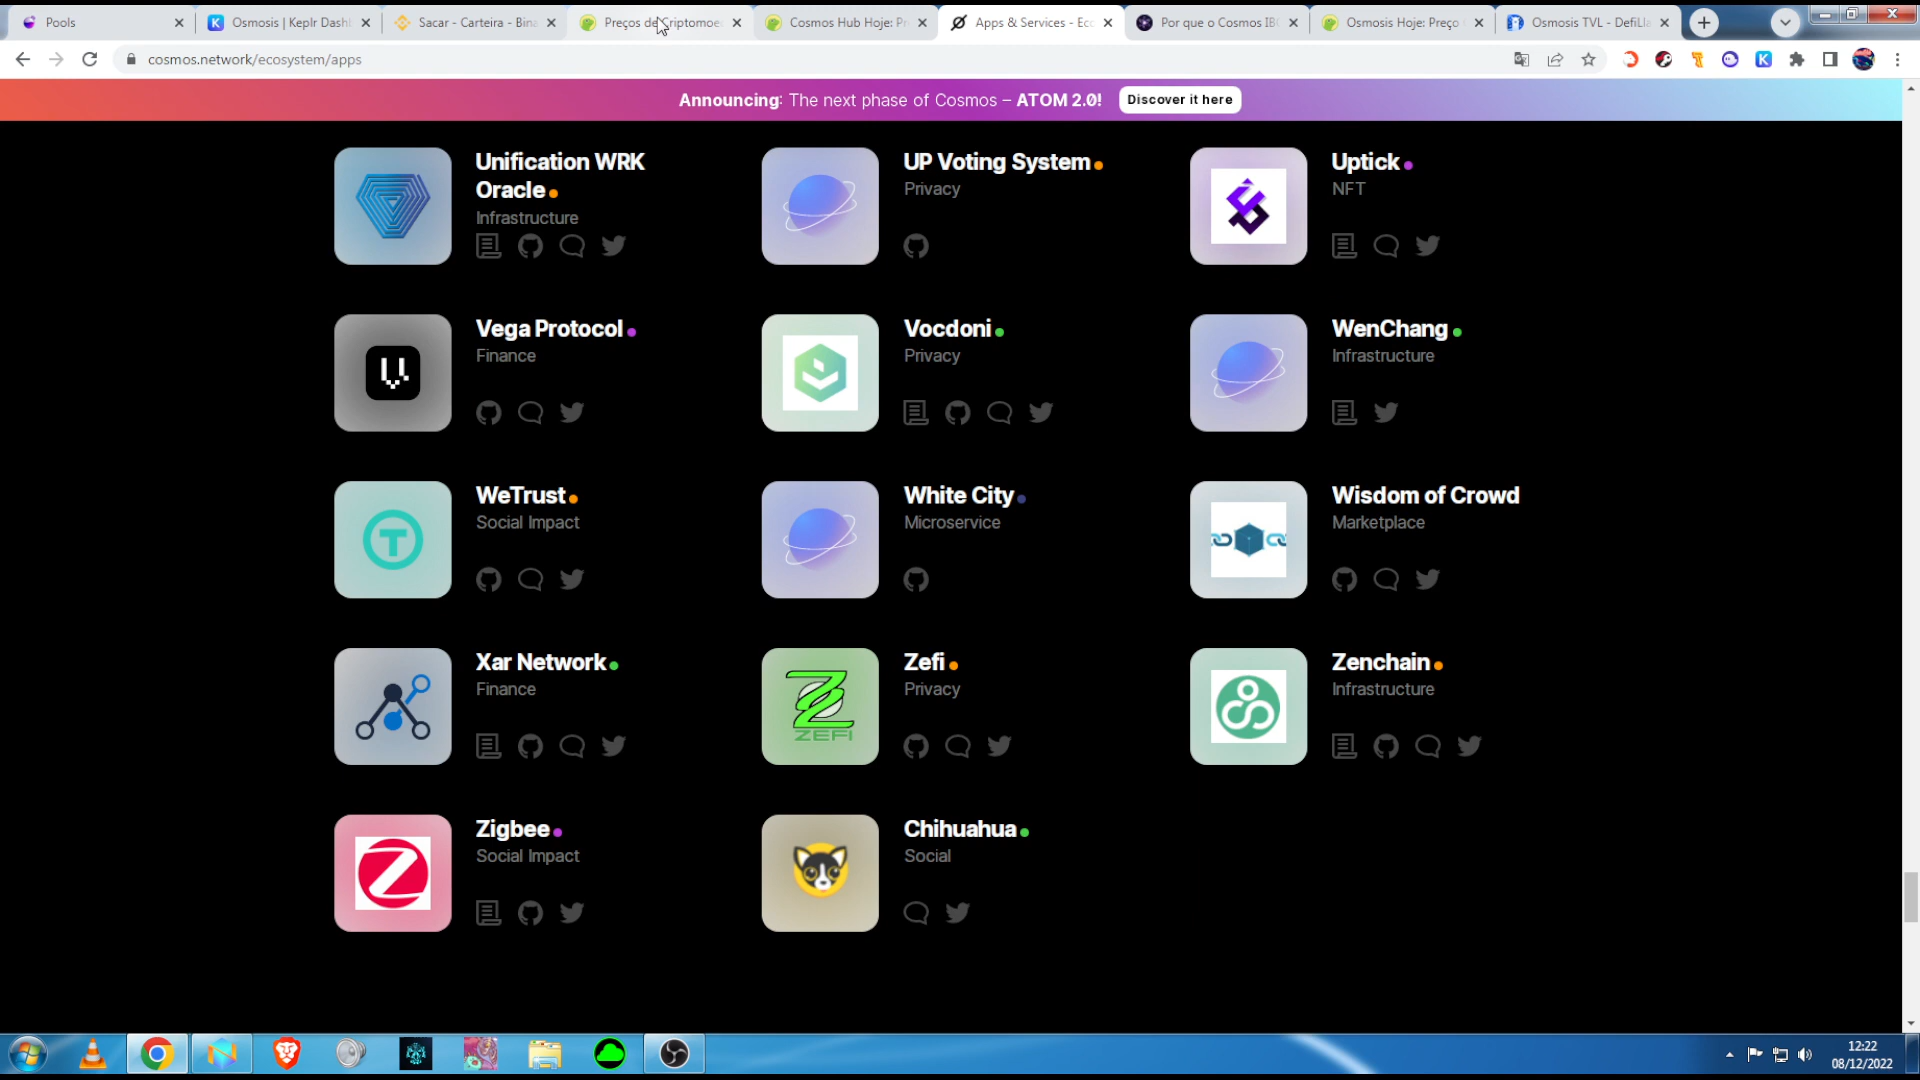 Pools
Osmosis | Keplr Dash
Sacar - Carteira - Bina
Preços de Criptomoe
Cosmos Hub Hoje: Pr
Apps & Services - Eco
Por que o Cosmos IB
Osmosis Hoje: Preço
Osmosis TVL - DefiLla
cosmos.network/ecosystem/apps
Announcing: The next phase of Cosmos – ATOM 2.0! Discover it here
Unification WRK
Oracle
Infrastructure
UP Voting System
Privacy
Uptick
NFT
Vega Protocol
Finance
Vocdoni
Privacy
WenChang
Infrastructure
WeTrust
Social Impact
White City
Microservice
Wisdom of Crowd
Marketplace
Xar Network
Finance
Zefi
Privacy
ZEFI
Zenchain
Infrastructure
Zigbee
Social Impact
Chihuahua
Social
12:22
08/12/2022